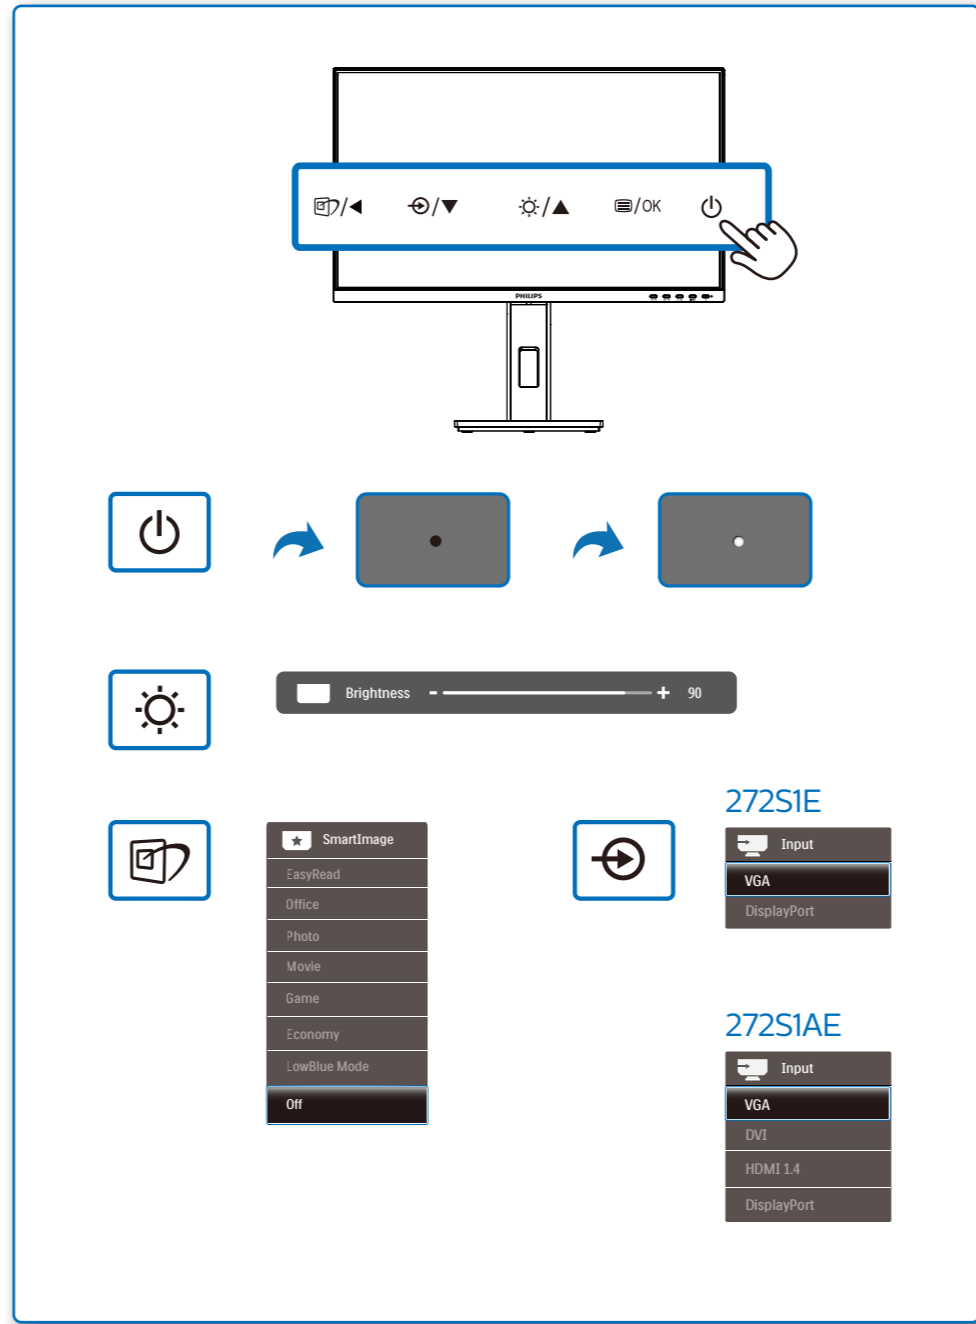 /◀ /▼ /▲ /OK
PHILIPS
Brightness - + 90
SmartImage
EasyRead
Office
Photo
Movie
Game
Economy
LowBlue Mode
Off
272S1E
Input
VGA
DisplayPort
272S1AE
Input
VGA
DVI
HDMI 1.4
DisplayPort